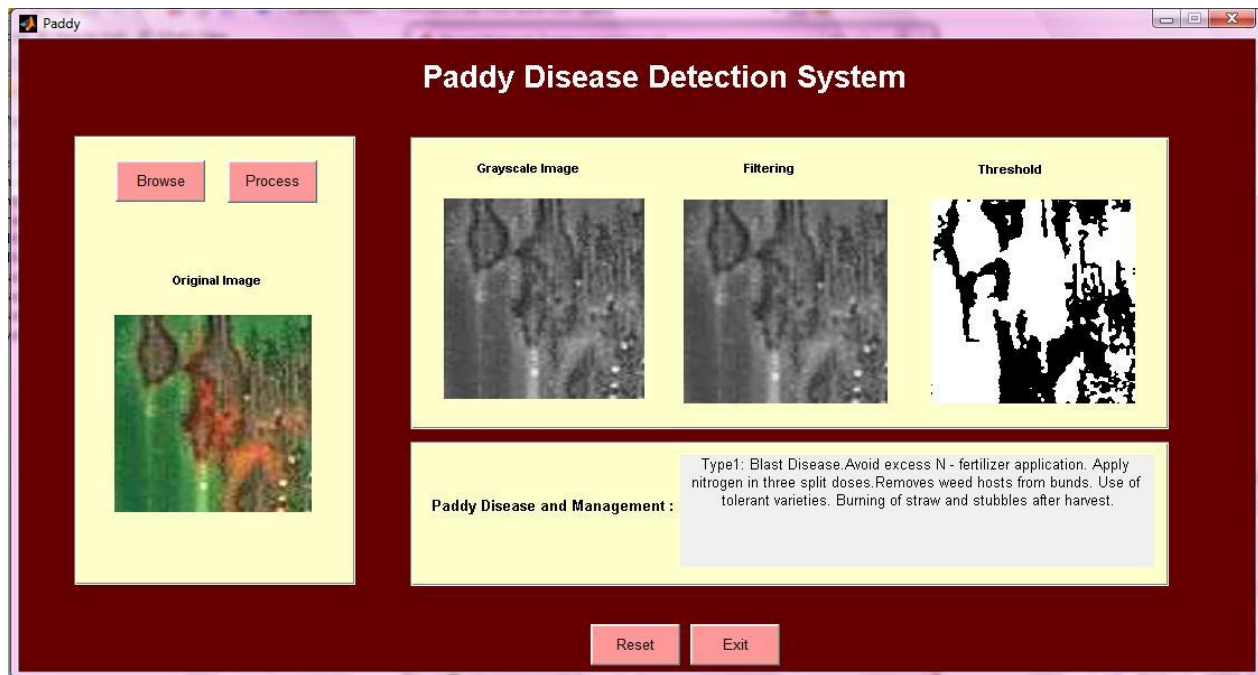 Paddy
Paddy Disease Detection System
Browse
Process
Original Image
Grayscale Image
Filtering
Threshold
Paddy Disease and Management :
Type1: Blast Disease.Avoid excess N - fertilizer application. Apply
nitrogen in three split doses.Removes weed hosts from bunds. Use of
tolerant varieties. Burning of straw and stubbles after harvest.
Reset
Exit